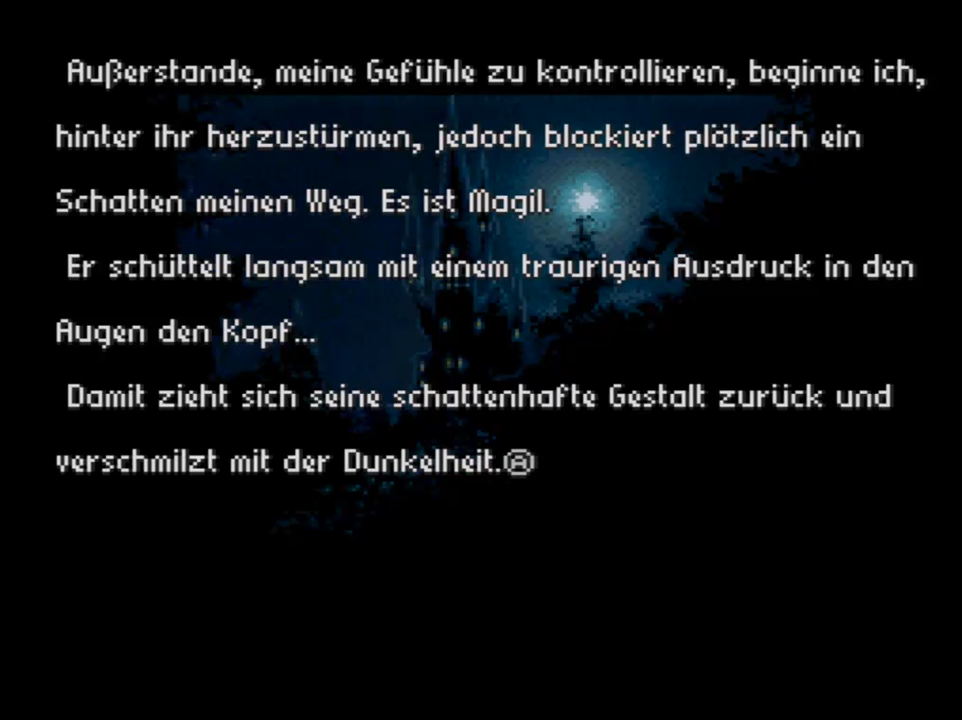 Außerstande, meine Gefühle zu kontrollieren, beginne ich,
hinter ihr herzustürmen, jedoch blockiert plötzlich ein
Schatten meinen Weg. Es ist Magil.
Er schüttelt langsam mit einem traurigen Ausdruck in den
Augen den Kopf...
Damit zieht sich seine schattenhafte Gestalt zurück und
verschmilzt mit der Dunkelheit.Ⓐ